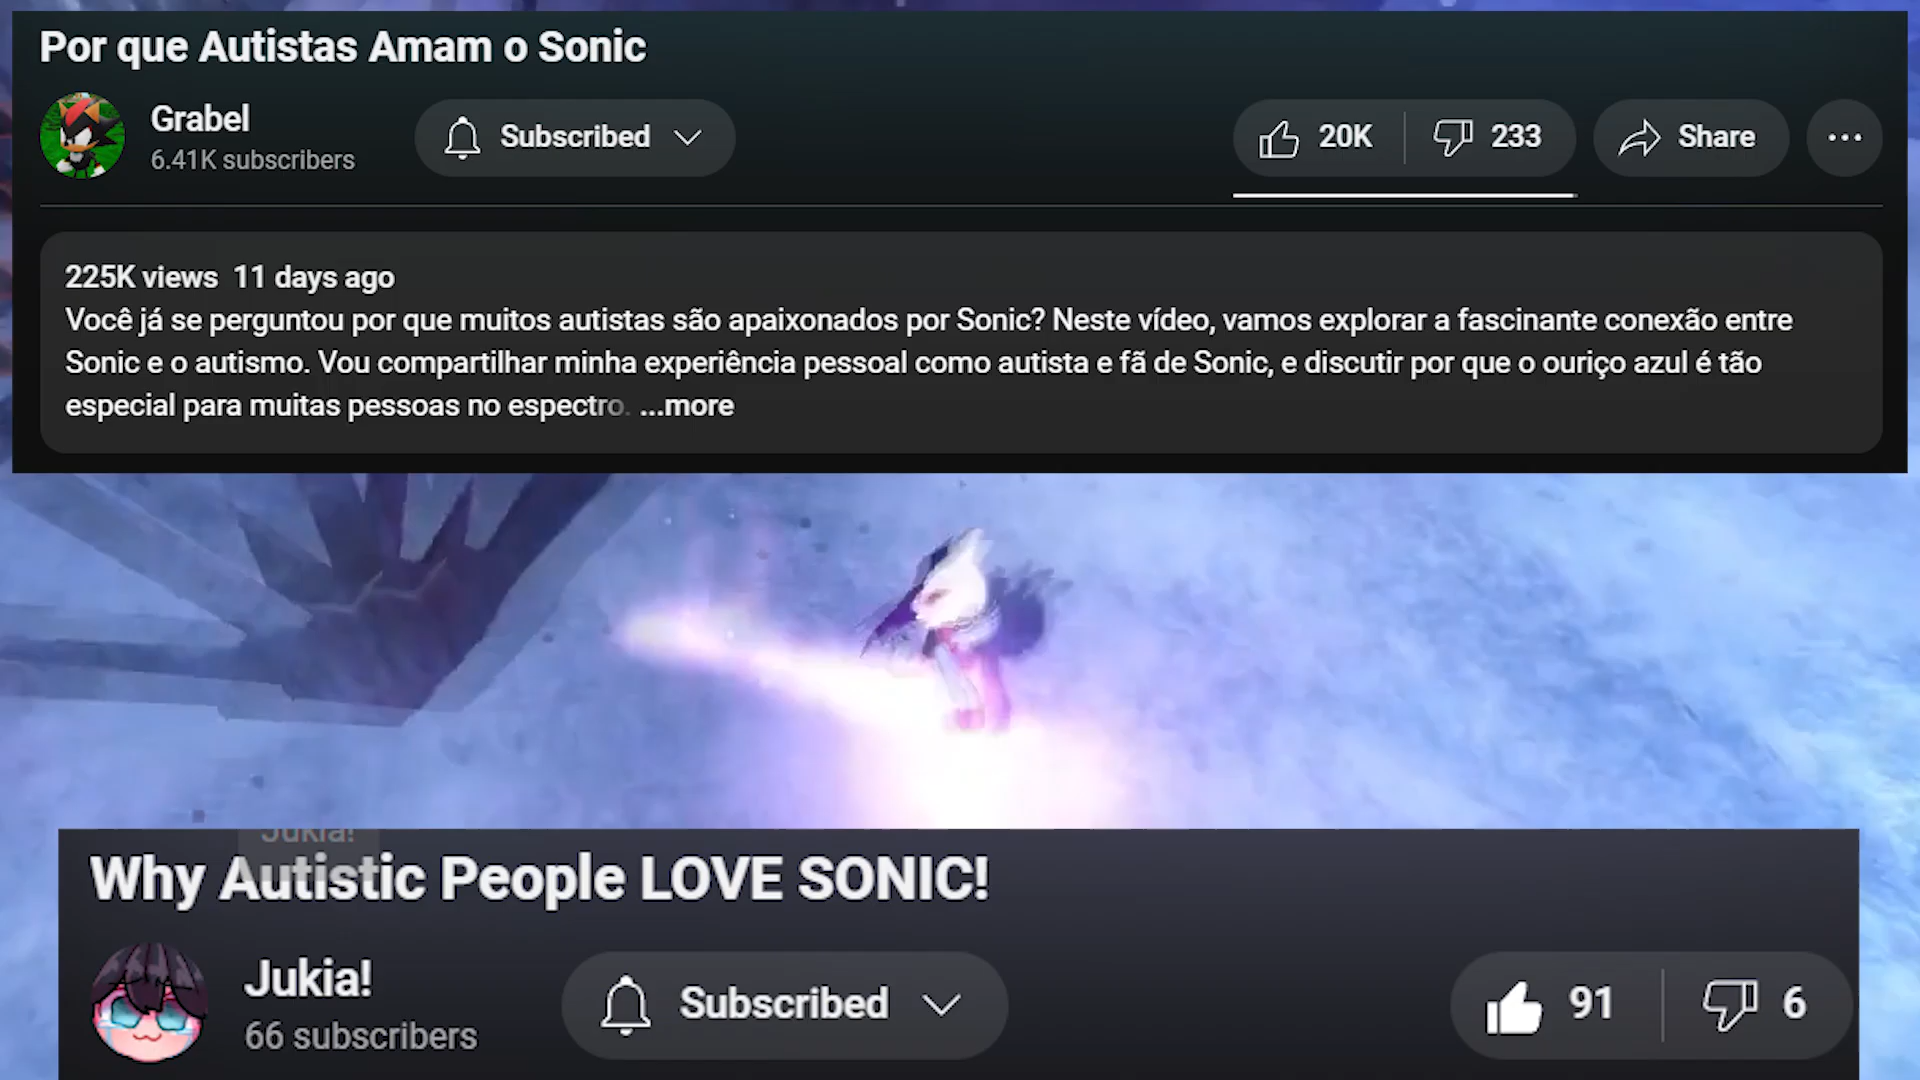 Por que Autistas Amam o Sonic
Grabel
6.41K subscribers
Subscribed
20K
233
Share
225K views 11 days ago
Você já se perguntou por que muitos autistas são apaixonados por Sonic? Neste vídeo, vamos explorar a fascinante conexão entre
Sonic e o autismo. Vou compartilhar minha experiência pessoal como autista e fã de Sonic, e discutir por que o ouriço azul é tão
especial para muitas pessoas no espectro. ...more
Jukia!
Why Autistic People LOVE SONIC!
Jukia!
66 subscribers
Subscribed
91
6